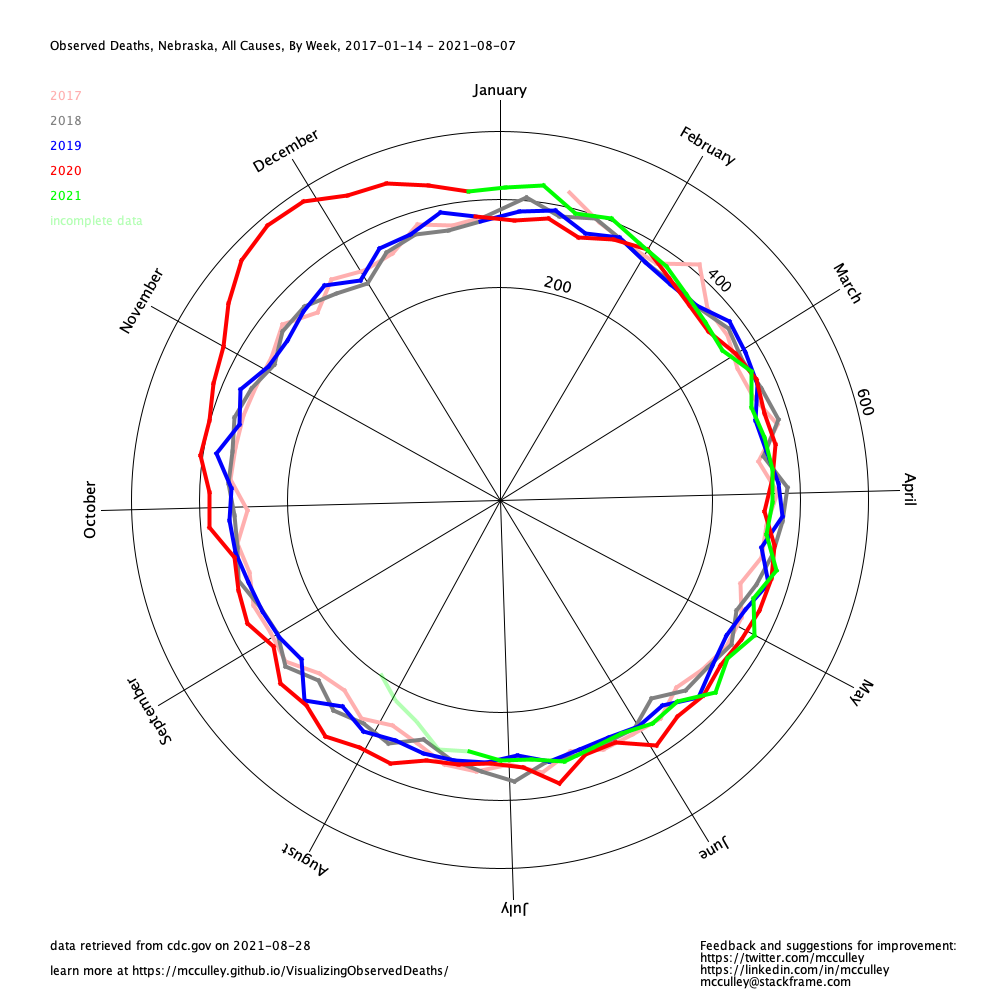 Observed Deaths, Nebraska, All Causes, By Week, 2017-01-14 - 2021-08-07
January
2017
2018
2019
2020
2021
incomplete data
December
February
November
March
200
400
600
October
April
September
May
August
June
July
data retrieved from cdc.gov on 2021-08-28
learn more at https://mcculley.github.io/VisualizingObservedDeaths/
Feedback and suggestions for improvement:
https://twitter.com/mcculley
https://linkedin.com/in/mcculley
mcculley@stackframe.com